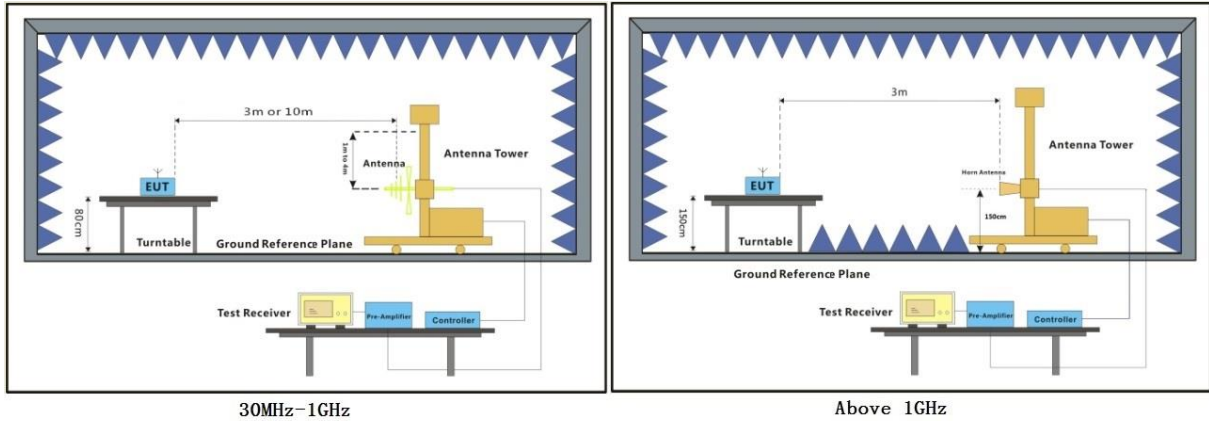 3m or 10m
1m to 4m
Antenna
Antenna Tower
EUT
80cm
Turntable
Ground Reference Plane
Test Receiver
Pre-Amplifier
Controller
30MHz-1GHz
3m
Antenna Tower
Horn Antenna
EUT
150cm
150cm
Turntable
Ground Reference Plane
Test Receiver
Pre-Amplifier
Controller
Above 1GHz